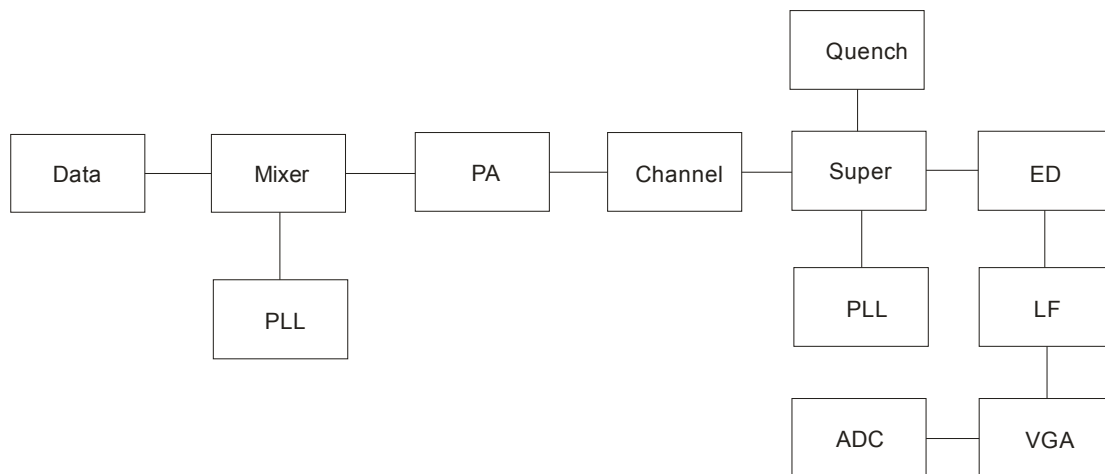 Quench
Data
Mixer
PA
Channel
Super
ED
PLL
PLL
LF
ADC
VGA